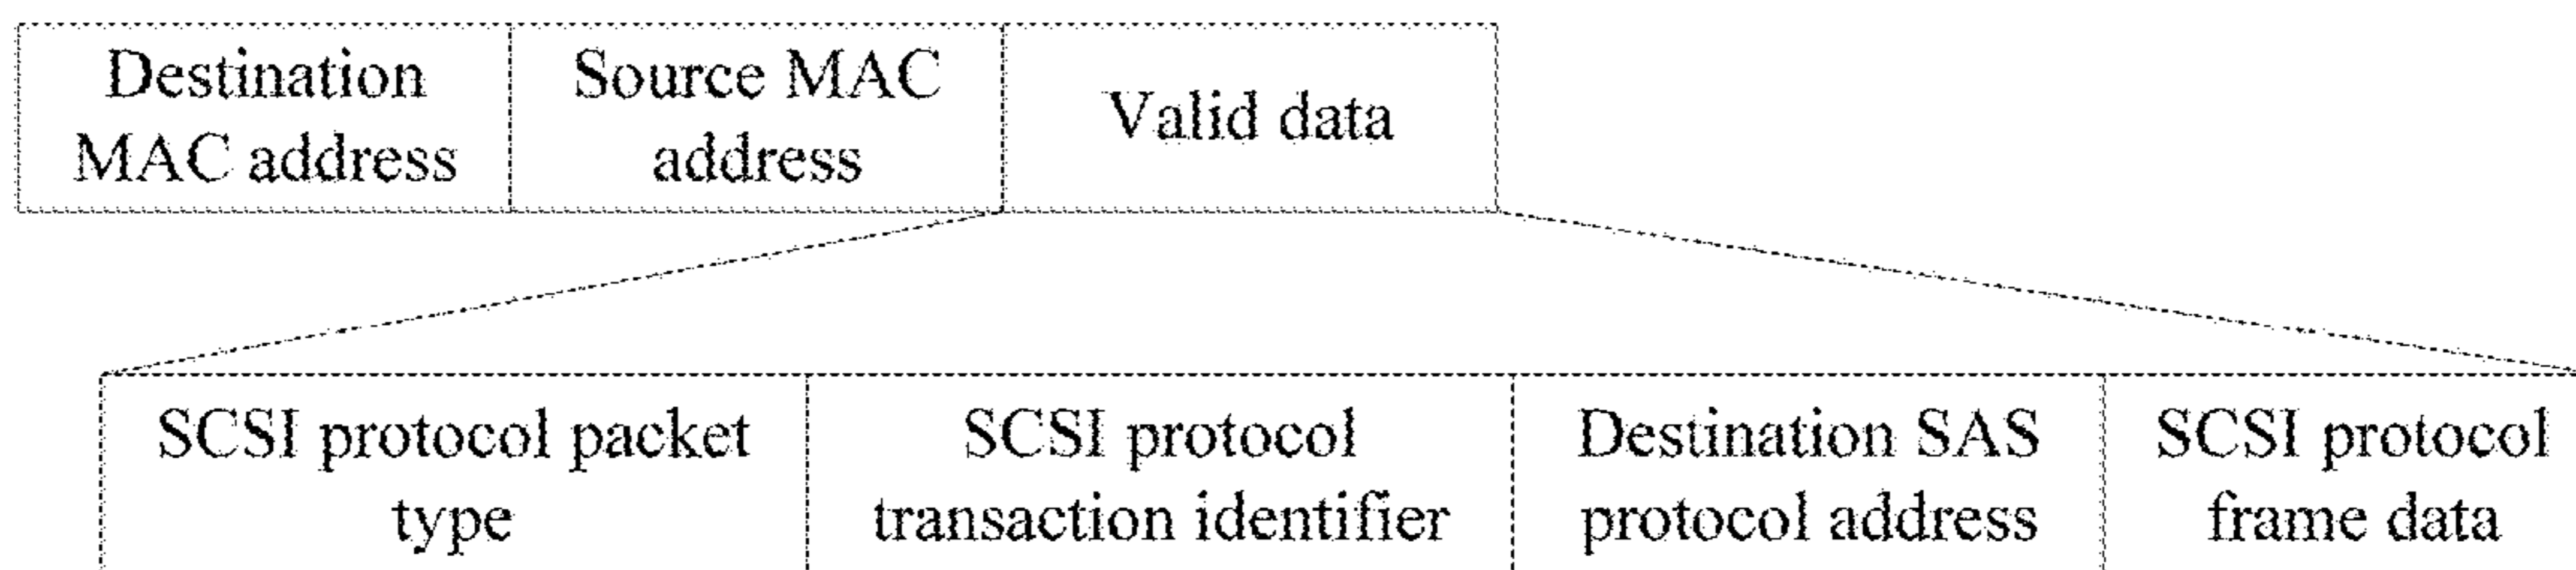 Destination
MAC address
Source MAC
address
Valid data
SCSI protocol packet
type
SCSI protocol
transaction identifier
Destination SAS
protocol address
SCSI protocol
frame data